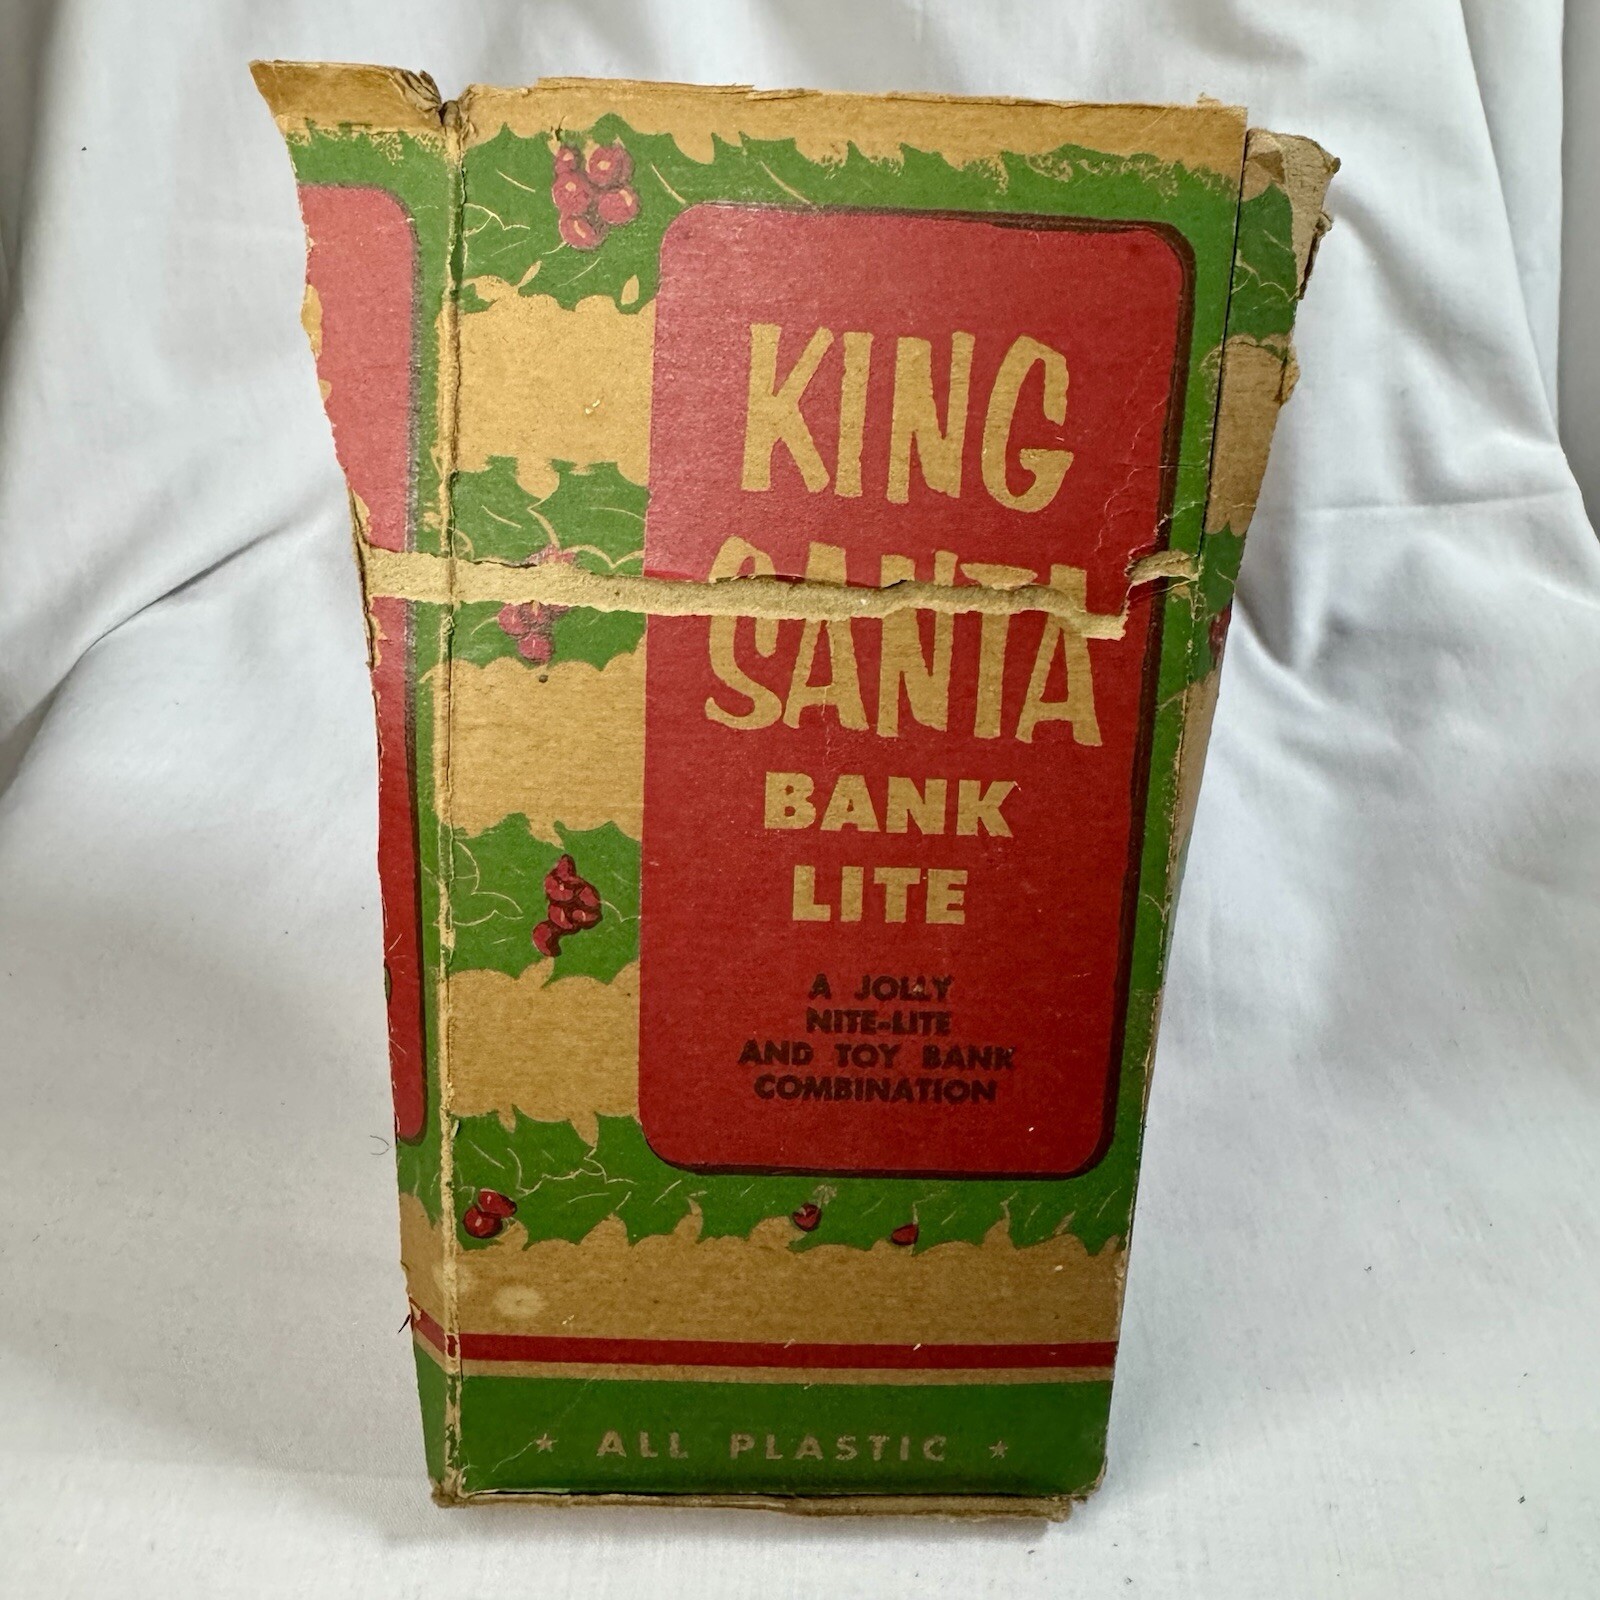 KING
SANTA
BANK
LITE
A JOLLY
NITE-LITE
AND TOY BANK
COMBINATION
★ ALL PLASTIC ★